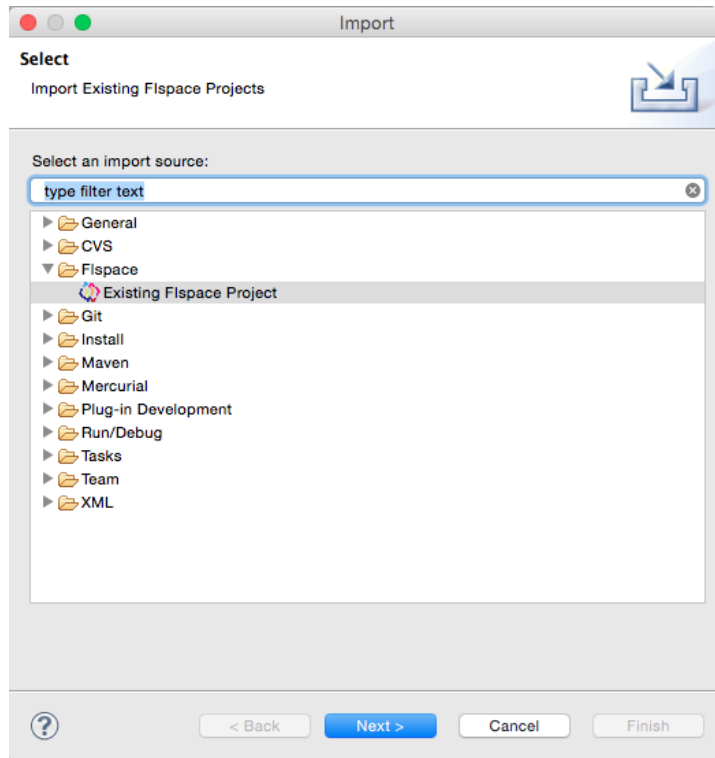 Import
Select
Import Existing FIspace Projects
Select an import source:
type filter text
General
CVS
FIspace
Existing FIspace Project
Git
Install
Maven
Mercurial
Plug-in Development
Run/Debug
Tasks
Team
XML
? < Back Next > Cancel Finish